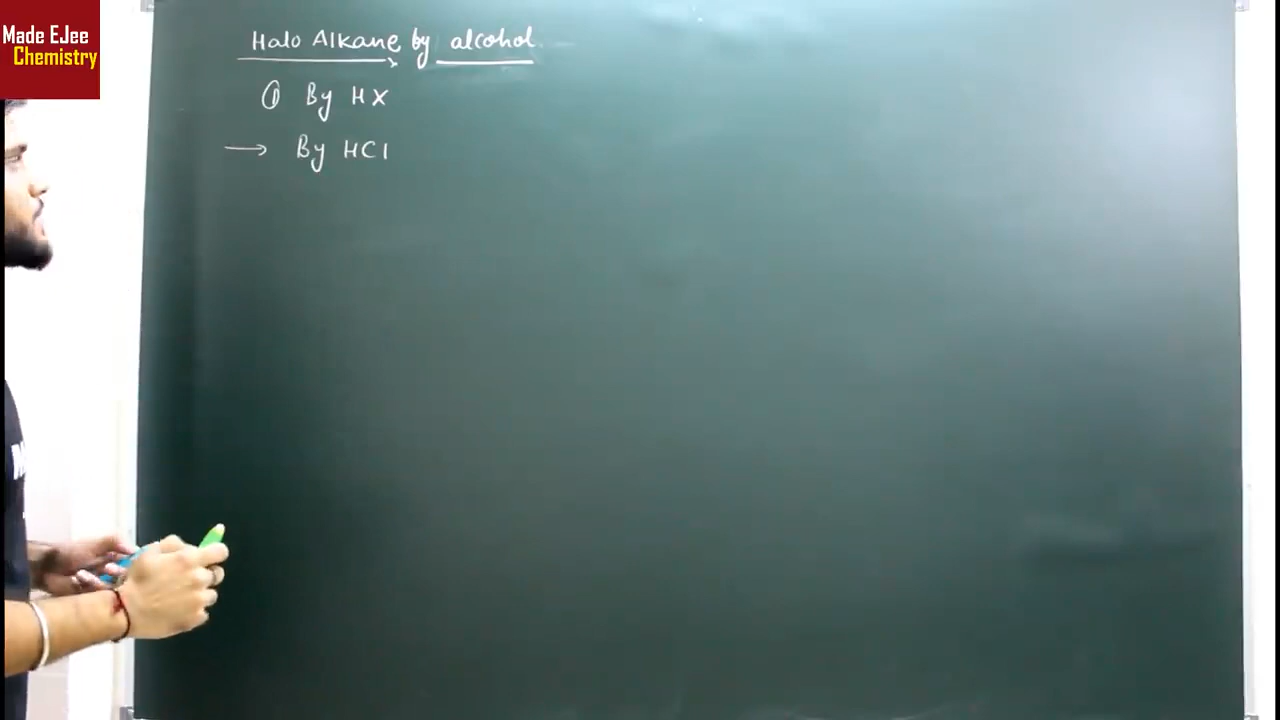 Made EJee
Chemistry
Halo Alkane by alcohol
① By HX
→ By HCl